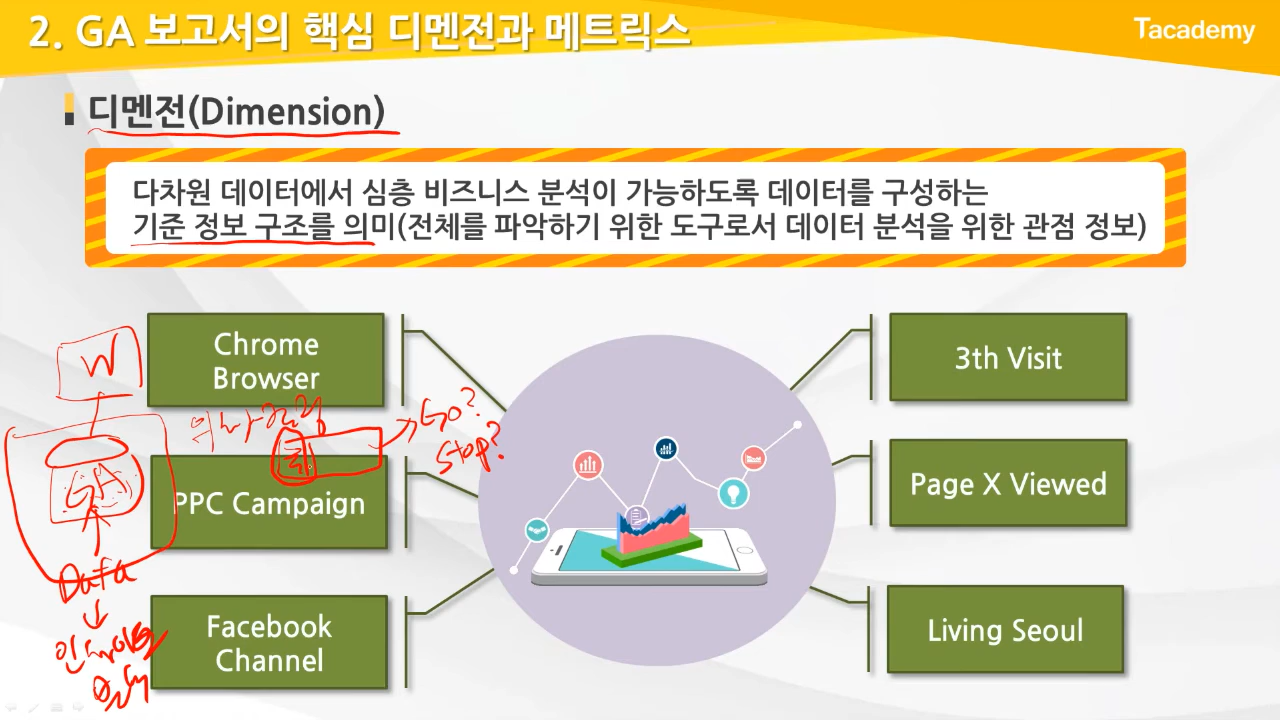 2. GA 보고서의 핵심 디멘전과 메트릭스
Tacademy
디멘전(Dimension)
다차원 데이터에서 심층 비즈니스 분석이 가능하도록 데이터를 구성하는
기준 정보 구조를 의미(전체를 파악하기 위한 도구로서 데이터 분석을 위한 관점 정보)
W
Chrome
Browser
3th Visit
Go?
Stop?
GA
PPC Campaign
Page X Viewed
Data
Facebook
Channel
Living Seoul